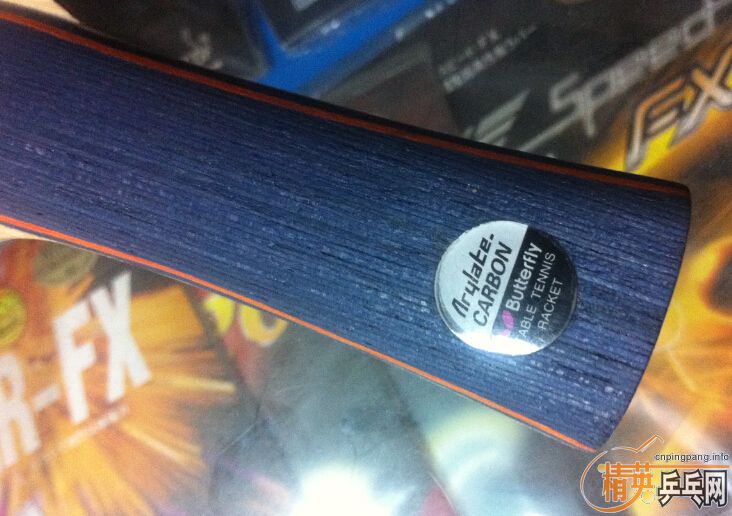 Speed
FX
Arylate.
CARBON
Butterfly
TABLE TENNIS
RACKET
R-FX
cnpingpang.info
精英乒乓网